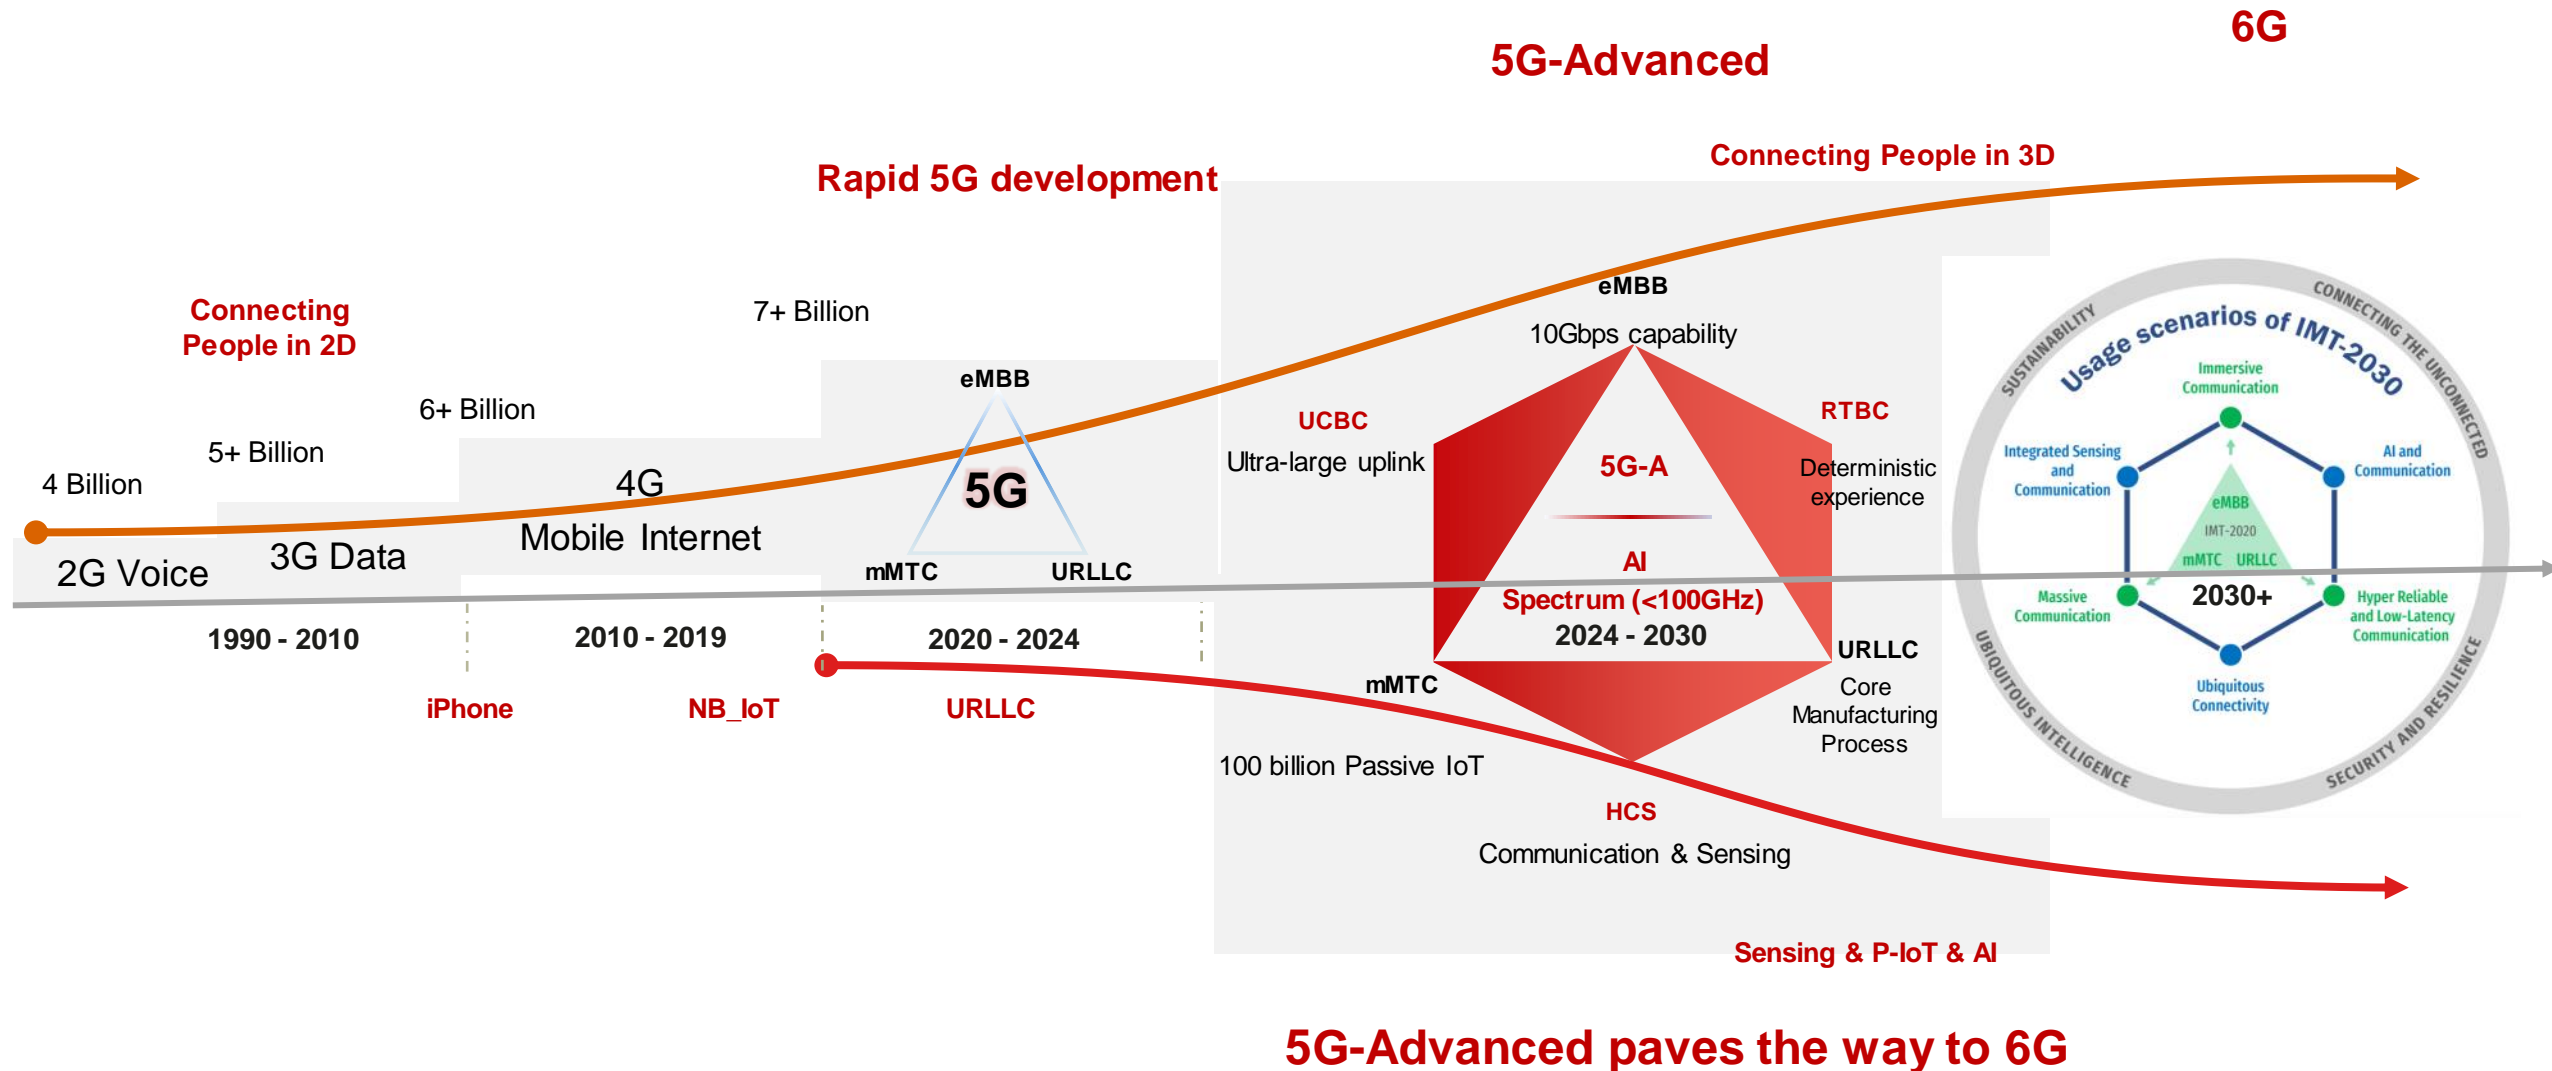 6G
5G-Advanced
Connecting People in 3D
Rapid 5G development
Connecting
People in 2D
7+ Billion
6+ Billion
5+ Billion
4 Billion
2G Voice
3G Data
4G
Mobile Internet
eMBB
5G
mMTC
URLLC
eMBB
10Gbps capability
UCBC
Ultra-large uplink
RTBC
Deterministic
experience
5G-A
AI
Spectrum (<100GHz)
2024 - 2030
mMTC
100 billion Passive IoT
URLLC
Core
Manufacturing
Process
HCS
Communication & Sensing
1990 - 2010
2010 - 2019
2020 - 2024
iPhone
NB_IoT
URLLC
Sensing & P-IoT & AI
SUSTAINABILITY
CONNECTING THE UNCONNECTED
UBIQUITOUS INTELLIGENCE
SECURITY AND RESILIENCE
Usage scenarios of IMT-2030
Immersive
Communication
Integrated Sensing
and
Communication
AI and
Communication
eMBB
IMT-2020
mMTC URLLC
2030+
Massive
Communication
Hyper Reliable
and Low-Latency
Communication
Ubiquitous
Connectivity
5G-Advanced paves the way to 6G